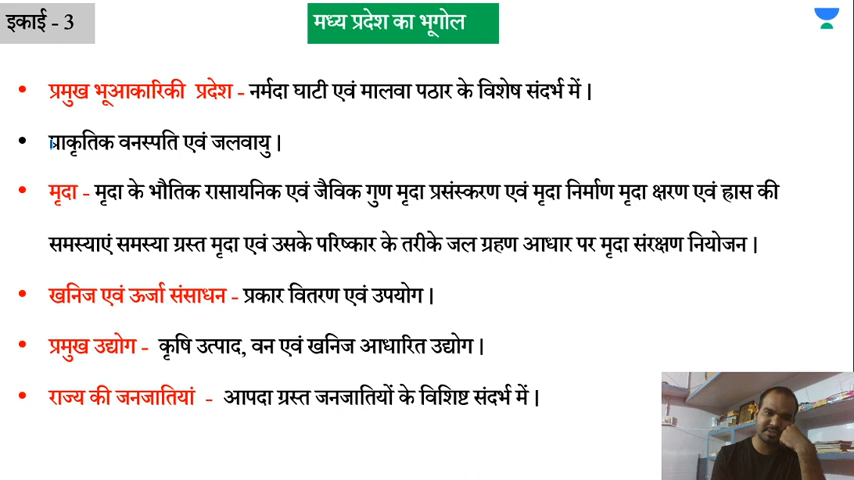 इकाई - 3
मध्य प्रदेश का भूगोल
प्रमुख भूआकारिकी प्रदेश - नर्मदा घाटी एवं मालवा पठार के विशेष संदर्भ में |
प्राकृतिक वनस्पति एवं जलवायु |
मृदा - मृदा के भौतिक रासायनिक एवं जैविक गुण मृदा प्रसंस्करण एवं मृदा निर्माण मृदा क्षरण एवं ह्रास की
समस्याएं समस्या ग्रस्त मृदा एवं उसके परिष्कार के तरीके जल ग्रहण आधार पर मृदा संरक्षण नियोजन |
खनिज एवं ऊर्जा संसाधन - प्रकार वितरण एवं उपयोग |
प्रमुख उद्योग - कृषि उत्पाद, वन एवं खनिज आधारित उद्योग |
राज्य की जनजातियां - आपदा ग्रस्त जनजातियों के विशिष्ट संदर्भ में |